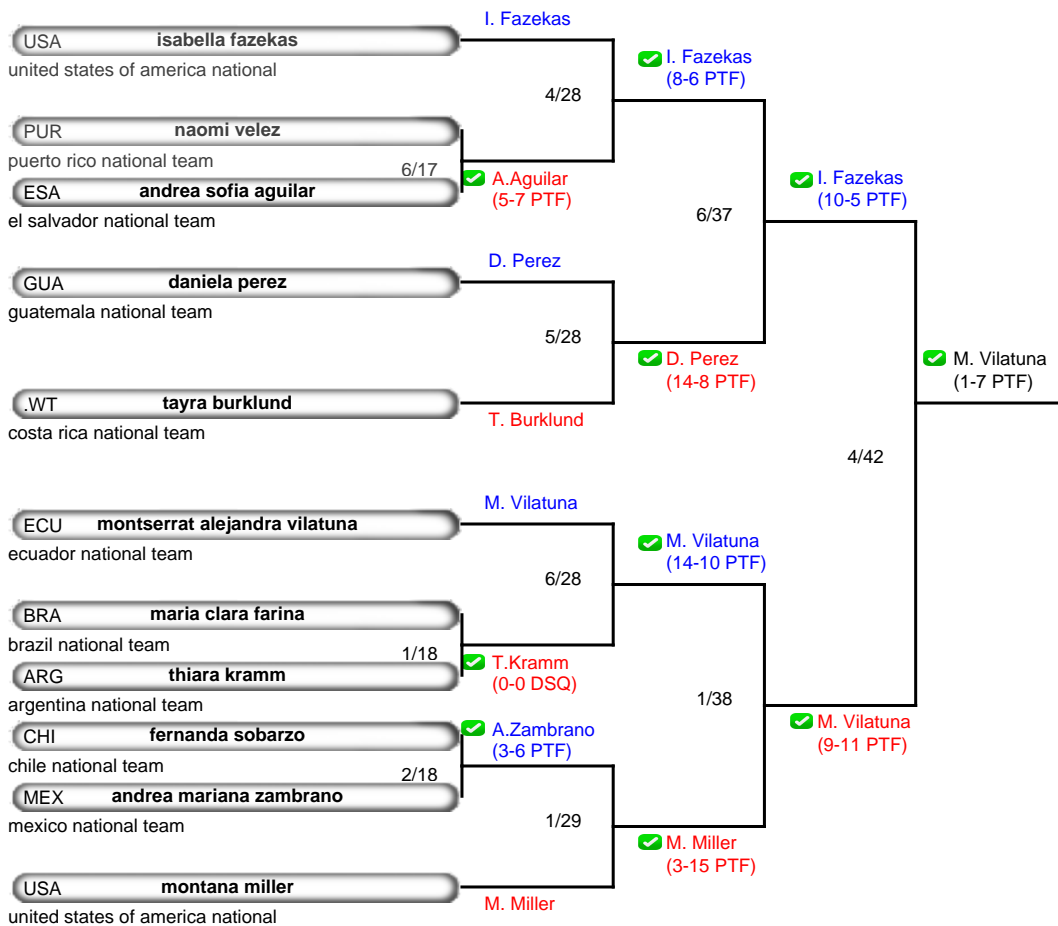 I. Fazekas
USA isabella fazekas
united states of america national
4/28
I. Fazekas
(8-6 PTF)
PUR naomi velez
puerto rico national team
6/17
A.Aguilar
(5-7 PTF)
ESA andrea sofia aguilar
el salvador national team
6/37
I. Fazekas
(10-5 PTF)
D. Perez
GUA daniela perez
guatemala national team
5/28
D. Perez
(14-8 PTF)
.WT tayra burklund
T. Burklund
costa rica national team
M. Vilatuna
(1-7 PTF)
4/42
M. Vilatuna
ECU montserrat alejandra vilatuna
ecuador national team
6/28
M. Vilatuna
(14-10 PTF)
BRA maria clara farina
brazil national team
1/18
T.Kramm
(0-0 DSQ)
ARG thiara kramm
argentina national team
1/38
M. Vilatuna
(9-11 PTF)
CHI fernanda sobarzo
A.Zambrano
(3-6 PTF)
chile national team
2/18
MEX andrea mariana zambrano
mexico national team
1/29
M. Miller
(3-15 PTF)
USA montana miller
M. Miller
united states of america national